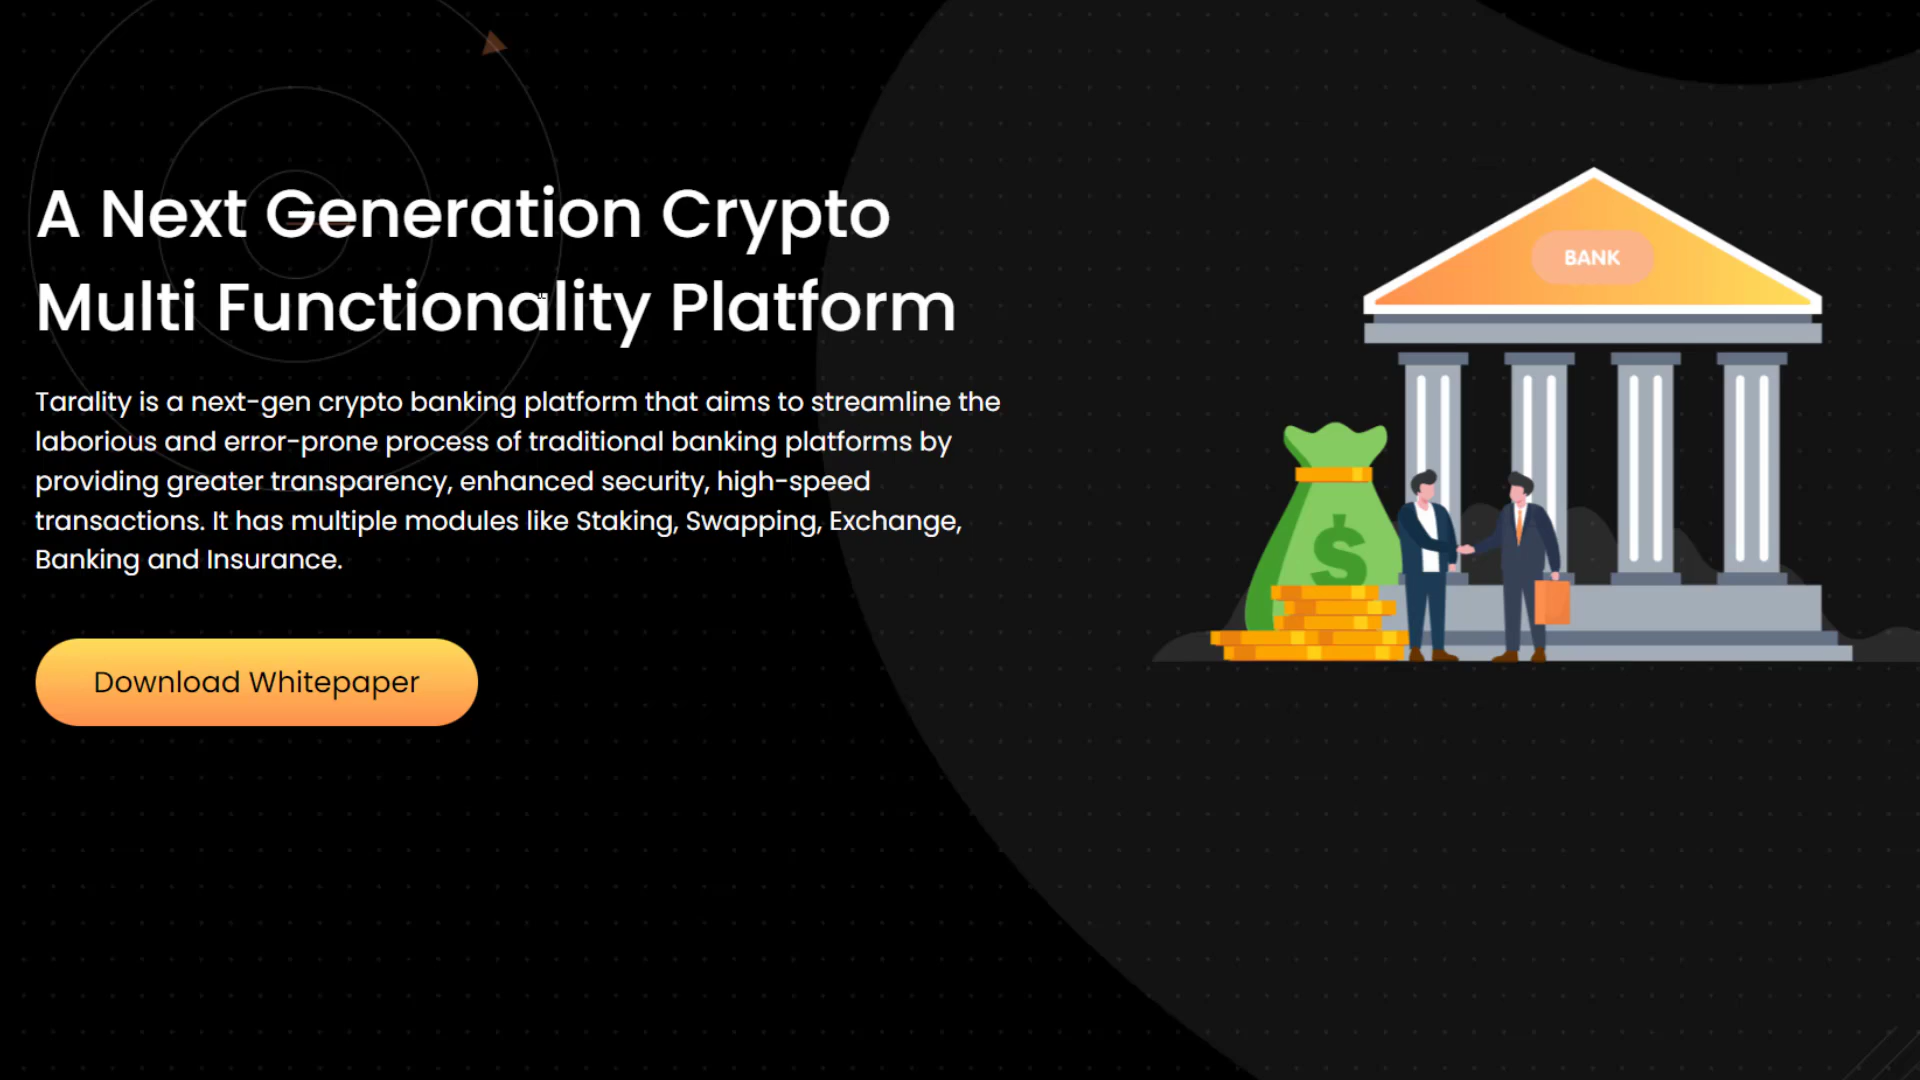 A Next Generation Crypto
Multi Functionality Platform
Tarality is a next-gen crypto banking platform that aims to streamline the
laborious and error-prone process of traditional banking platforms by
providing greater transparency, enhanced security, high-speed
transactions. It has multiple modules like Staking, Swapping, Exchange,
Banking and Insurance.
Download Whitepaper
BANK
$